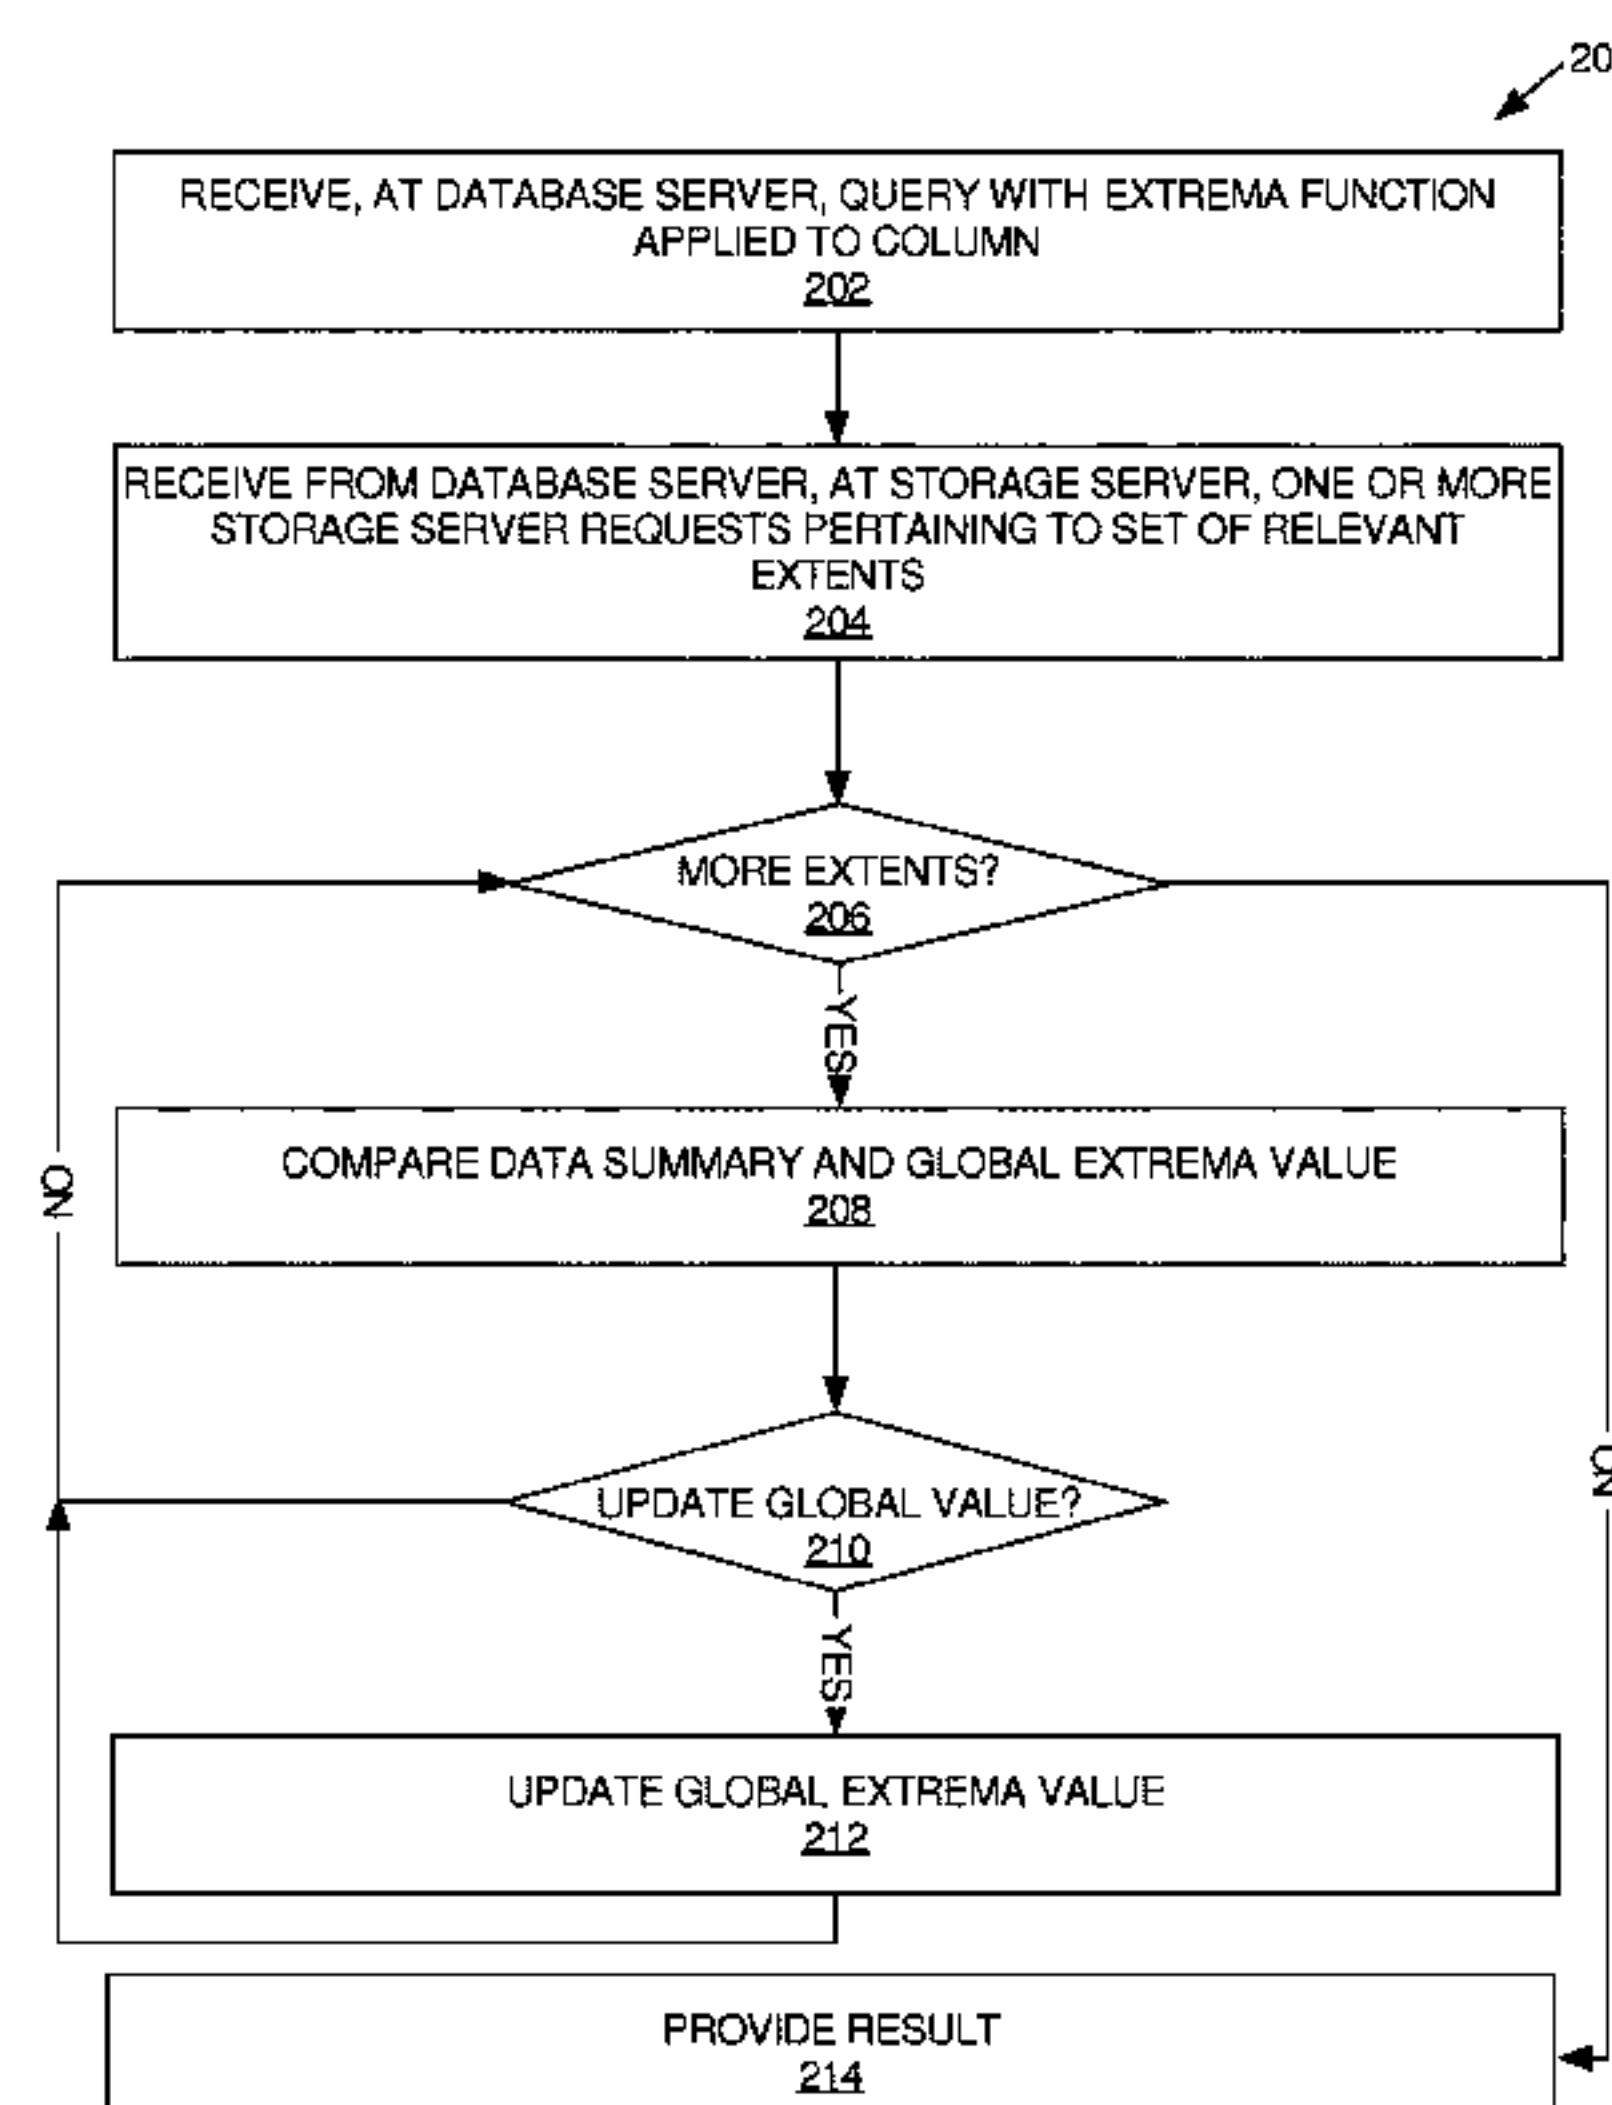 20
RECEIVE, AT DATABASE SERVER, QUERY WITH EXTREMA FUNCTION
APPLIED TO COLUMN
202
RECEIVE FROM DATABASE SERVER, AT STORAGE SERVER, ONE OR MORE
STORAGE SERVER REQUESTS PERTAINING TO SET OF RELEVANT
EXTENTS
204
MORE EXTENTS?
206
YES
COMPARE DATA SUMMARY AND GLOBAL EXTREMA VALUE
208
NO
NO
UPDATE GLOBAL VALUE?
210
YES
UPDATE GLOBAL EXTREMA VALUE
212
PROVIDE RESULT
214